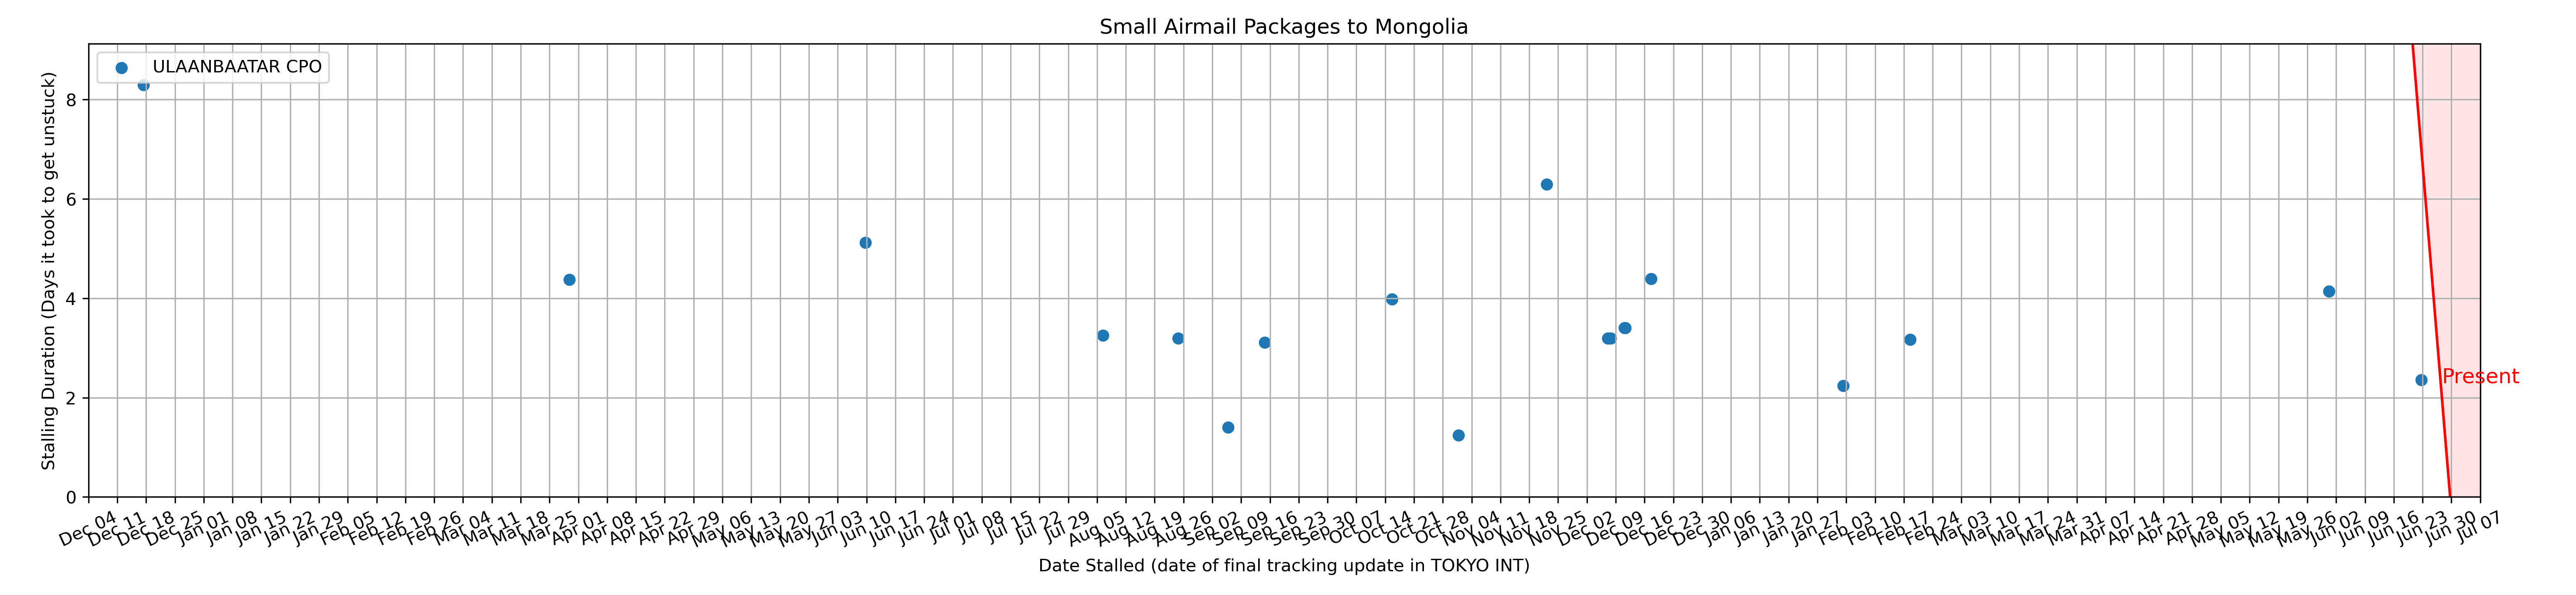 Small Airmail Packages to Mongolia
ULAANBAATAR CPO
Stalling Duration (Days it took to get unstuck)
8
6
4
2
0
Present
Dec 04
Dec 11
Dec 18
Dec 25
Jan 01
Jan 08
Jan 15
Jan 22
Jan 29
Feb 05
Feb 12
Feb 19
Feb 26
Mar 04
Mar 11
Mar 18
Mar 25
Apr 01
Apr 08
Apr 15
Apr 22
Apr 29
May 06
May 13
May 20
May 27
Jun 03
Jun 10
Jun 17
Jun 24
Jul 01
Jul 08
Jul 15
Jul 22
Jul 29
Aug 05
Aug 12
Aug 19
Aug 26
Sep 02
Sep 09
Sep 16
Sep 23
Sep 30
Oct 07
Oct 14
Oct 21
Oct 28
Nov 04
Nov 11
Nov 18
Nov 25
Dec 02
Dec 09
Dec 16
Dec 23
Dec 30
Jan 06
Jan 13
Jan 20
Jan 27
Feb 03
Feb 10
Feb 17
Feb 24
Mar 03
Mar 10
Mar 17
Mar 24
Mar 31
Apr 07
Apr 14
Apr 21
Apr 28
May 05
May 12
May 19
May 26
Jun 02
Jun 09
Jun 16
Jun 23
Jun 30
Jul 07
Date Stalled (date of final tracking update in TOKYO INT)